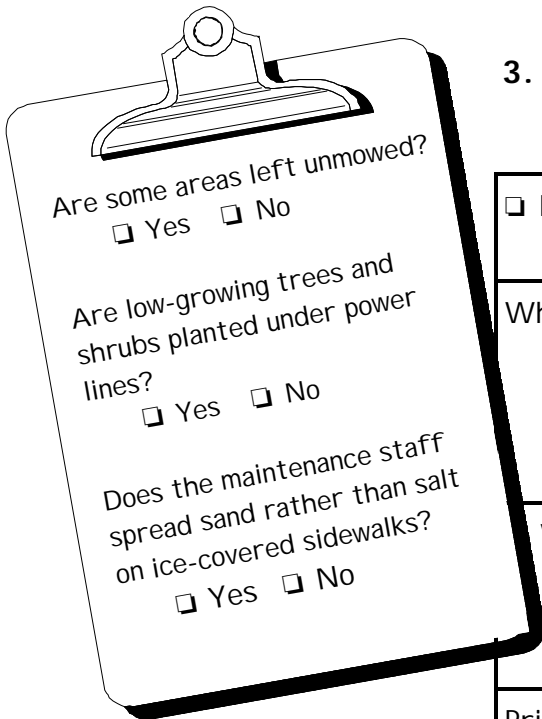 Are some areas left unmowed?
❑ Yes ❑ No
Are low-growing trees and
shrubs planted under power
lines?
❑ Yes ❑ No
Does the maintenance staff
spread sand rather than salt
on ice-covered sidewalks?
❑ Yes ❑ No
3.
❑
Wh
Pri